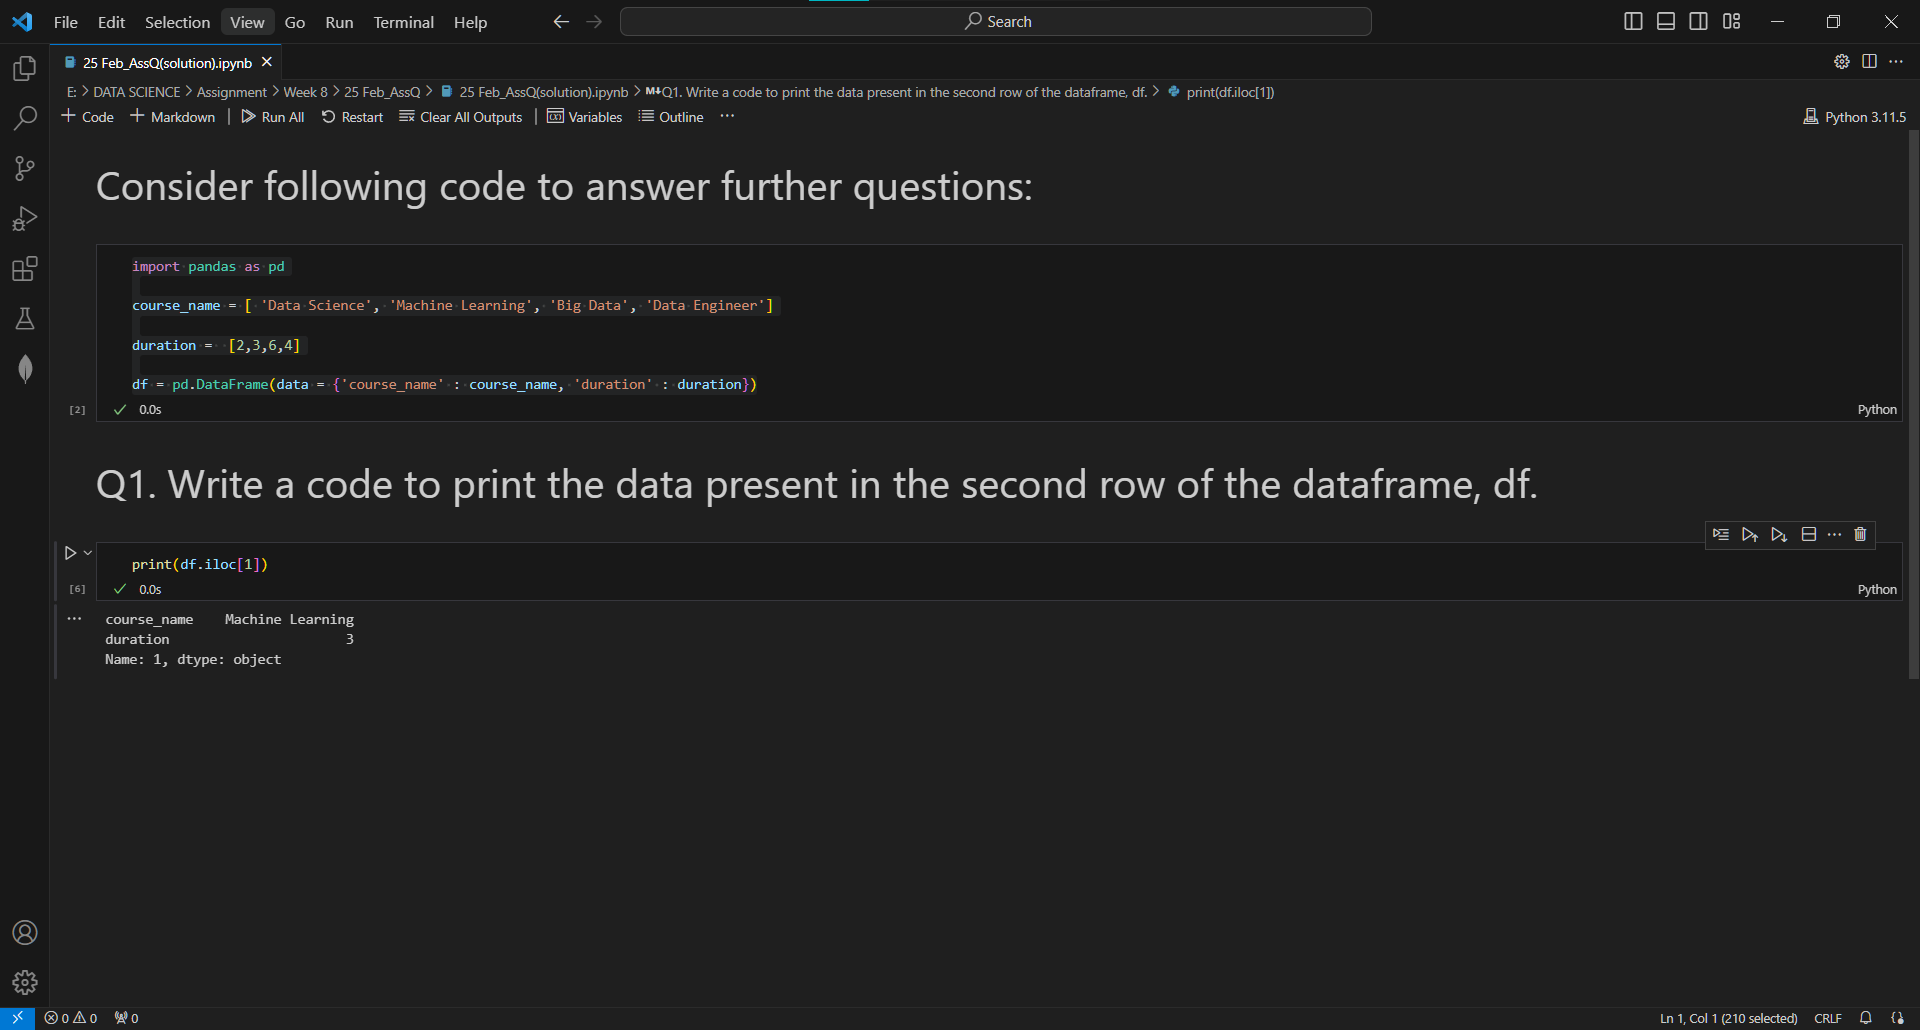 File Edit Selection View Go Run Terminal Help Search
25 Feb_AssQ(solution).ipynb
E: > DATA SCIENCE > Assignment > Week 8 > 25 Feb_AssQ > 25 Feb_AssQ(solution).ipynb > M↓Q1. Write a code to print the data present in the second row of the dataframe, df. > print(df.iloc[1])
+ Code + Markdown | Run All Restart Clear All Outputs | Variables Outline ... Python 3.11.5
Consider following code to answer further questions:
import pandas as pd
course_name = [ 'Data Science', 'Machine Learning', 'Big Data', 'Data Engineer']
duration =  [2,3,6,4]
df = pd.DataFrame(data = {'course_name' : course_name, 'duration' : duration})
[2] 0.0s Python
Q1. Write a code to print the data present in the second row of the dataframe, df.
print(df.iloc[1])
[6] 0.0s Python
course_name    Machine Learning
duration                      3
Name: 1, dtype: object
0 0 0 Ln 1, Col 1 (210 selected) CRLF